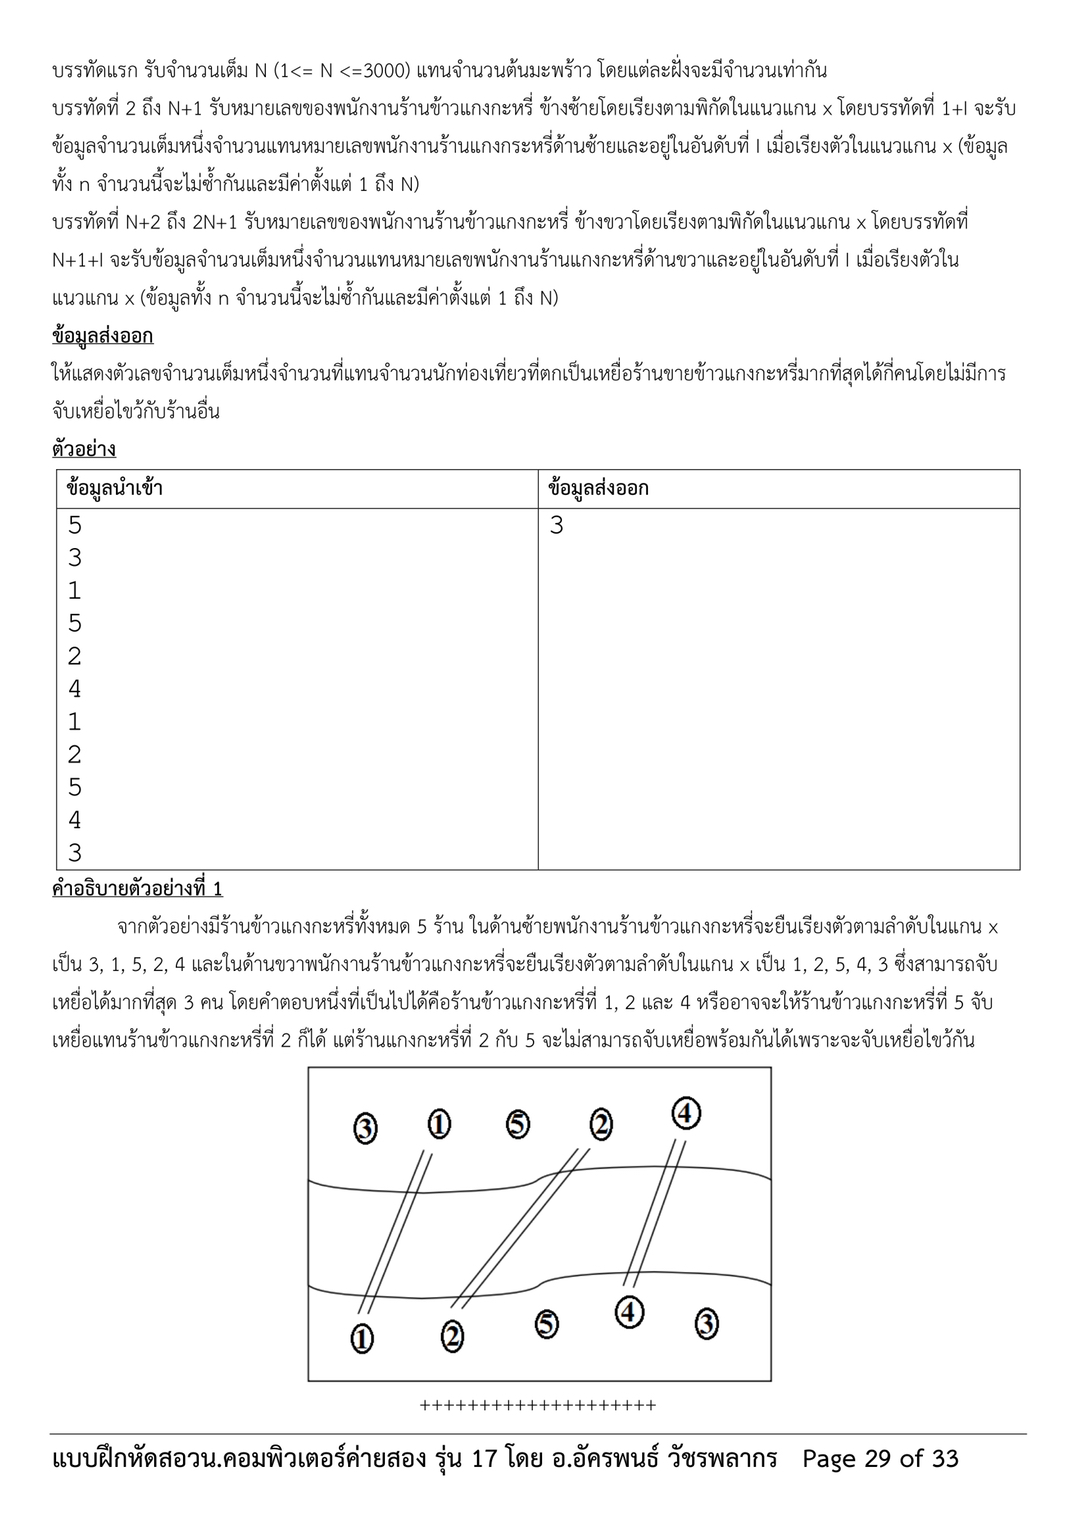 บรรทัดแรก รับจำนวนเต็ม N (1<= N <=3000) แทนจำนวนต้นมะพร้าว โดยแต่ละฝั่งจะมีจำนวนเท่ากัน
บรรทัดที่ 2 ถึง N+1 รับหมายเลขของพนักงานร้านข้าวแกงกะหรี่ ข้างซ้ายโดยเรียงตามพิกัดในแนวแกน x โดยบรรทัดที่ 1+I จะรับ
ข้อมูลจำนวนเต็มหนึ่งจำนวนแทนหมายเลขพนักงานร้านแกงกระหรี่ด้านซ้ายและอยู่ในอันดับที่ I เมื่อเรียงตัวในแนวแกน x (ข้อมูล
ทั้ง n จำนวนนี้จะไม่ซ้ำกันและมีค่าตั้งแต่ 1 ถึง N)
บรรทัดที่ N+2 ถึง 2N+1 รับหมายเลขของพนักงานร้านข้าวแกงกะหรี่ ข้างขวาโดยเรียงตามพิกัดในแนวแกน x โดยบรรทัดที่
N+1+I จะรับข้อมูลจำนวนเต็มหนึ่งจำนวนแทนหมายเลขพนักงานร้านแกงกะหรี่ด้านขวาและอยู่ในอันดับที่ I เมื่อเรียงตัวใน
แนวแกน x (ข้อมูลทั้ง n จำนวนนี้จะไม่ซ้ำกันและมีค่าตั้งแต่ 1 ถึง N)
ข้อมูลส่งออก
ให้แสดงตัวเลขจำนวนเต็มหนึ่งจำนวนที่แทนจำนวนนักท่องเที่ยวที่ตกเป็นเหยื่อร้านขายข้าวแกงกะหรี่มากที่สุดได้กี่คนโดยไม่มีการ
จับเหยื่อไขว้กับร้านอื่น
ตัวอย่าง
ข้อมูลนำเข้า ข้อมูลส่งออก
5 3
3
1
5
2
4
1
2
5
4
3
คำอธิบายตัวอย่างที่ 1
จากตัวอย่างมีร้านข้าวแกงกะหรี่ทั้งหมด 5 ร้าน ในด้านซ้ายพนักงานร้านข้าวแกงกะหรี่จะยืนเรียงตัวตามลำดับในแกน x
เป็น 3, 1, 5, 2, 4 และในด้านขวาพนักงานร้านข้าวแกงกะหรี่จะยืนเรียงตัวตามลำดับในแกน x เป็น 1, 2, 5, 4, 3 ซึ่งสามารถจับ
เหยื่อได้มากที่สุด 3 คน โดยคำตอบหนึ่งที่เป็นไปได้คือร้านข้าวแกงกะหรี่ที่ 1, 2 และ 4 หรืออาจจะให้ร้านข้าวแกงกะหรี่ที่ 5 จับ
เหยื่อแทนร้านข้าวแกงกะหรี่ที่ 2 ก็ได้ แต่ร้านแกงกะหรี่ที่ 2 กับ 5 จะไม่สามารถจับเหยื่อพร้อมกันได้เพราะจะจับเหยื่อไขว้กัน
3 1 5 2 4
1 2 5 4 3
++++++++++++++++++++
แบบฝึกหัดสอวน.คอมพิวเตอร์ค่ายสอง รุ่น 17 โดย อ.อัครพนธ์ วัชรพลากร Page 29 of 33